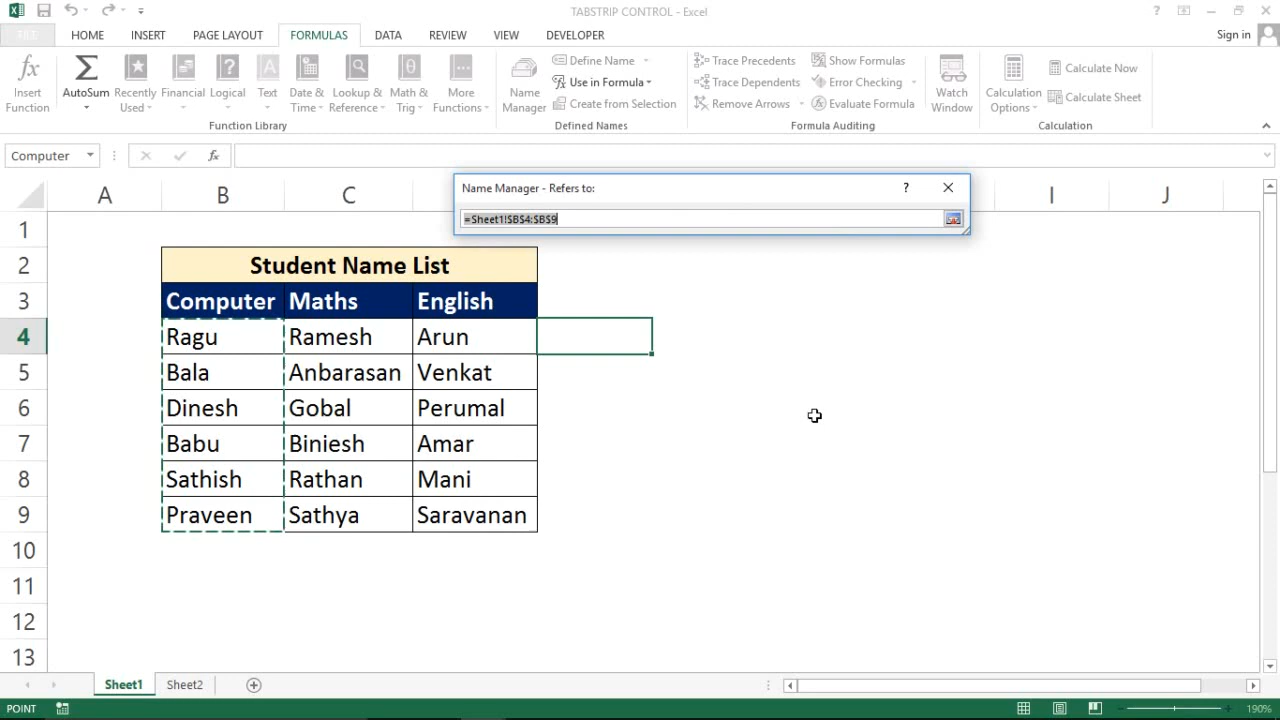 TABSTRIP CONTROL - Excel
?
FILE HOME INSERT PAGE LAYOUT FORMULAS DATA REVIEW VIEW DEVELOPER
Sign in
fx Insert Function
Σ AutoSum
Recently Used
Financial
Logical
Text
Date & Time
Lookup & Reference
Math & Trig
More Functions
Function Library
Name Manager
Define Name
Use in Formula
Create from Selection
Defined Names
Trace Precedents
Trace Dependents
Remove Arrows
Show Formulas
Error Checking
Evaluate Formula
Formula Auditing
Watch Window
Calculation Options
Calculate Now
Calculate Sheet
Calculation
Computer fx
Name Manager - Refers to: ?
=Sheet1!$B$4:$B$9
A B C I J
1
2 Student Name List
3 Computer Maths English
4 Ragu Ramesh Arun
5 Bala Anbarasan Venkat
6 Dinesh Gobal Perumal
7 Babu Biniesh Amar
8 Sathish Rathan Mani
9 Praveen Sathya Saravanan
10
11
12
13
Sheet1 Sheet2
POINT 190%